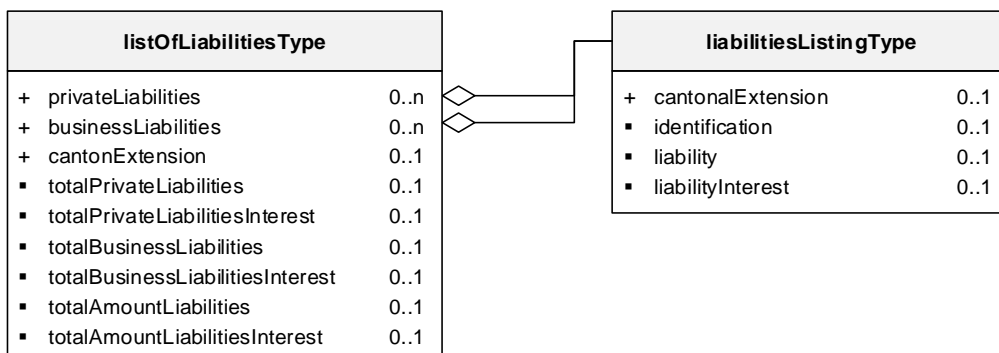 listOfLiabilitiesType
+ privateLiabilities 0..n
+ businessLiabilities 0..n
+ cantonExtension 0..1
▪ totalPrivateLiabilities 0..1
▪ totalPrivateLiabilitiesInterest 0..1
▪ totalBusinessLiabilities 0..1
▪ totalBusinessLiabilitiesInterest 0..1
▪ totalAmountLiabilities 0..1
▪ totalAmountLiabilitiesInterest 0..1
liabilitiesListingType
+ cantonalExtension 0..1
▪ identification 0..1
▪ liability 0..1
▪ liabilityInterest 0..1